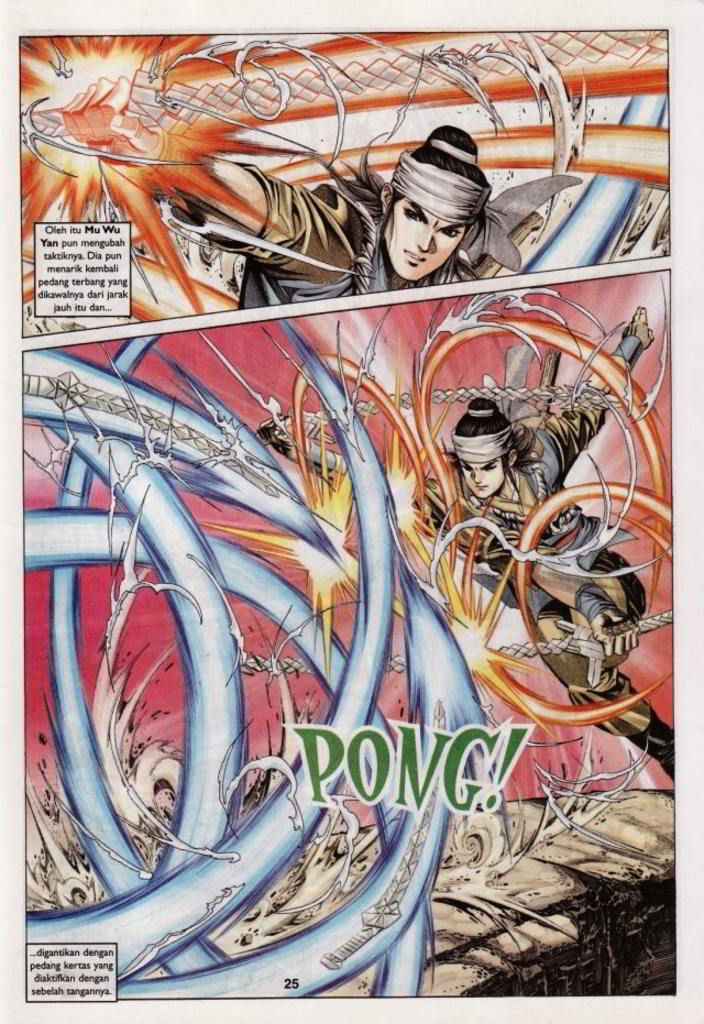 Oleh itu Mu Wu
Yan pun mengubah
taktiknya. Dia pun
menarik kembali
pedang terbang yang
dikawalnya dari jarak
jauh itu dan...
PONG!
...digantikan dengan
pedang kertas yang
diaktifkan dengan
sebelah tangannya.
25